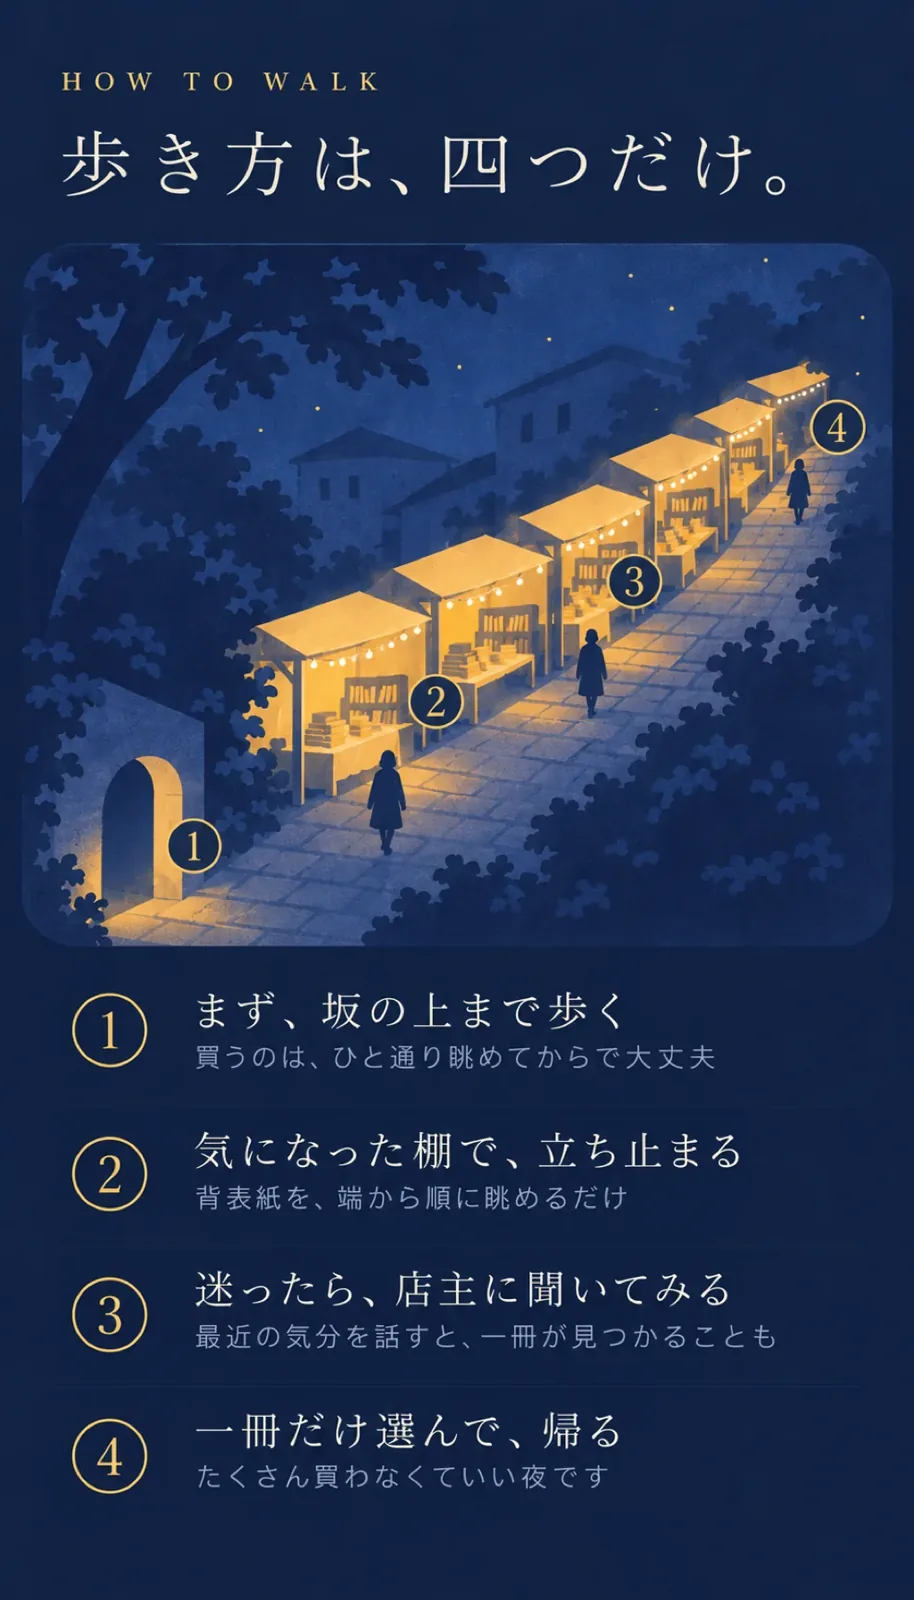 HOW TO WALK
歩き方は、四つだけ。
4
3
2
1
1
まず、坂の上まで歩く
買うのは、ひと通り眺めてからで大丈夫
2
気になった棚で、立ち止まる
背表紙を、端から順に眺めるだけ
3
迷ったら、店主に聞いてみる
最近の気分を話すと、一冊が見つかることも
4
一冊だけ選んで、帰る
たくさん買わなくていい夜です